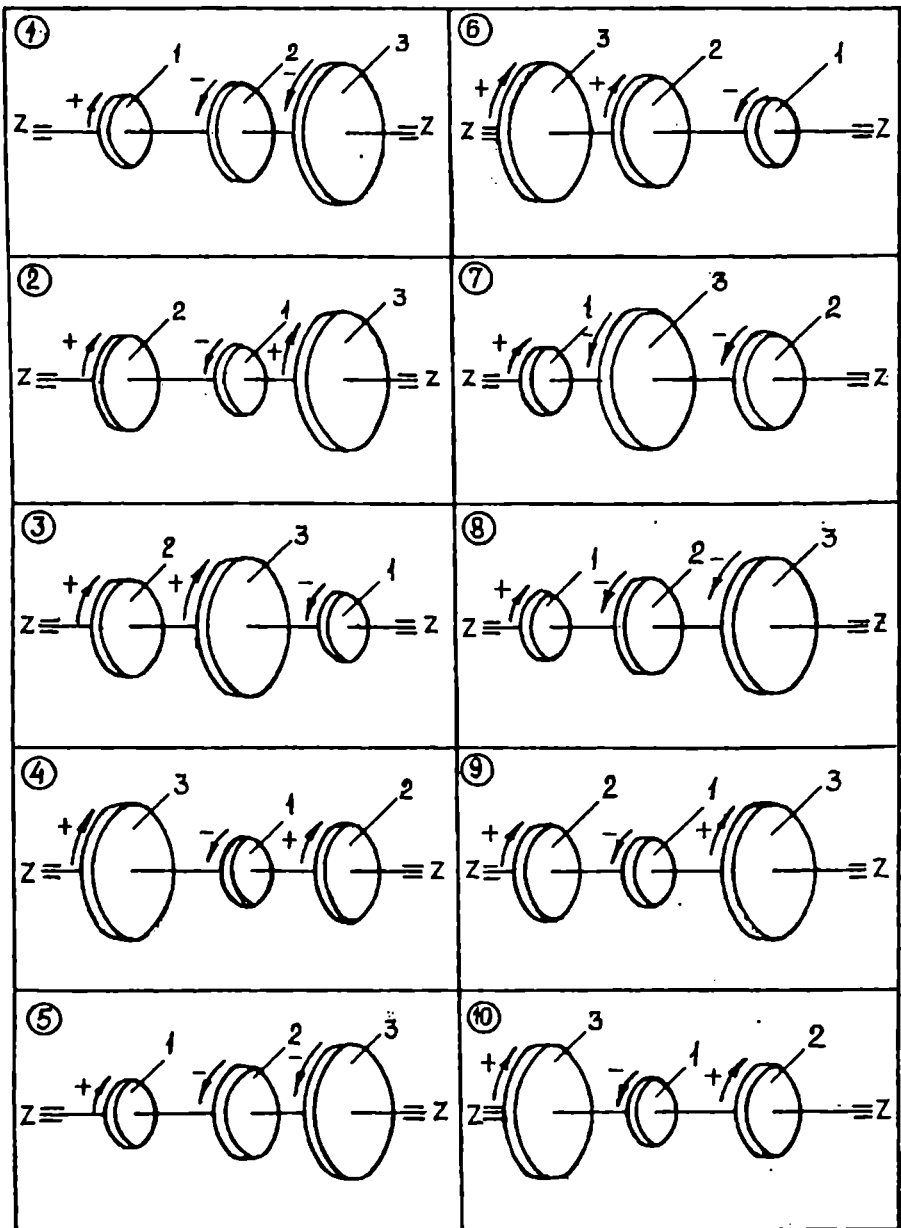 ① 1 2 3
+ - -
Z Z
⑥ 3 2 1
+ + -
Z Z
② 2 1 3
+ - +
Z Z
⑦ 1 3 2
+ - -
Z Z
③ 2 3 1
+ + -
Z Z
⑧ 1 2 3
+ - -
Z Z
④ 3 1 2
+ - +
Z Z
⑨ 2 1 3
+ - +
Z Z
⑤ 1 2 3
+ - -
Z Z
⑩ 3 1 2
+ - +
Z Z